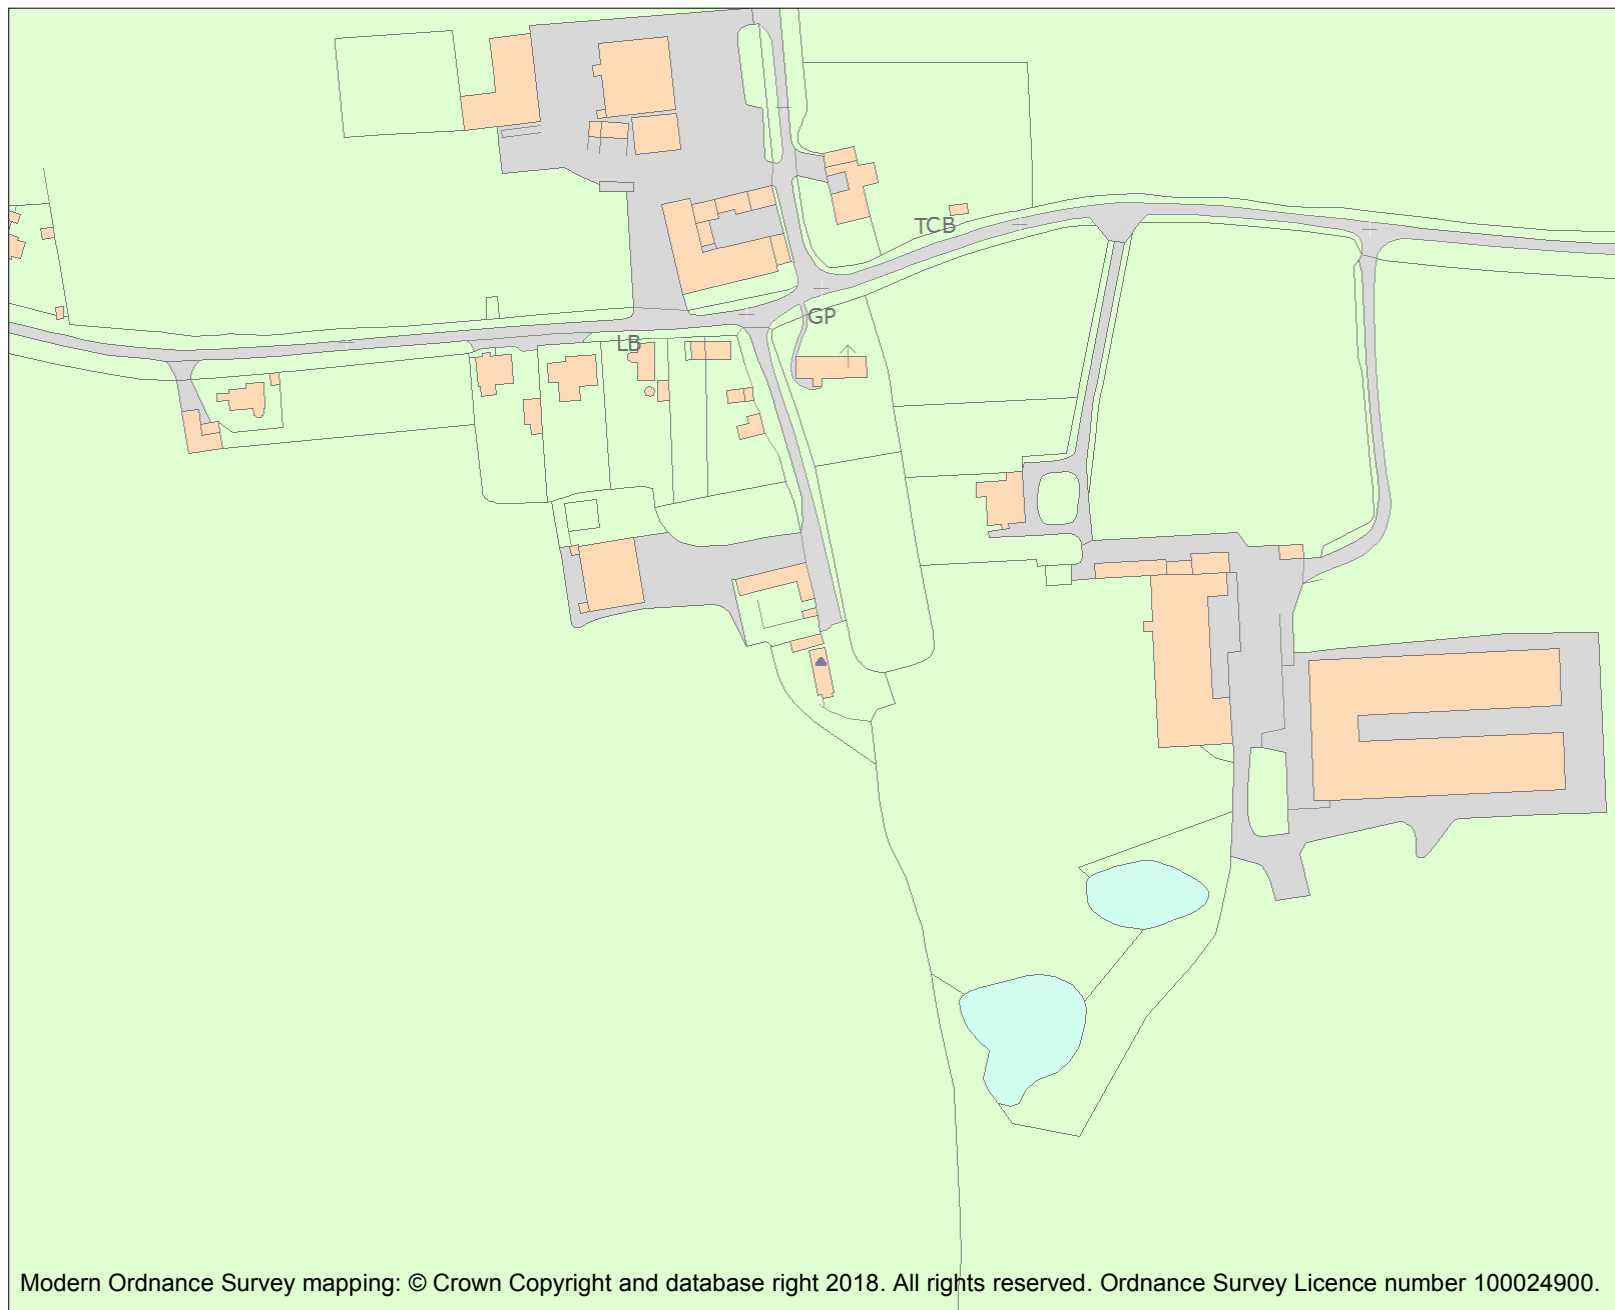 TCB
GP
LB
Modern Ordnance Survey mapping: © Crown Copyright and database right 2018. All rights reserved. Ordnance Survey Licence number 100024900.